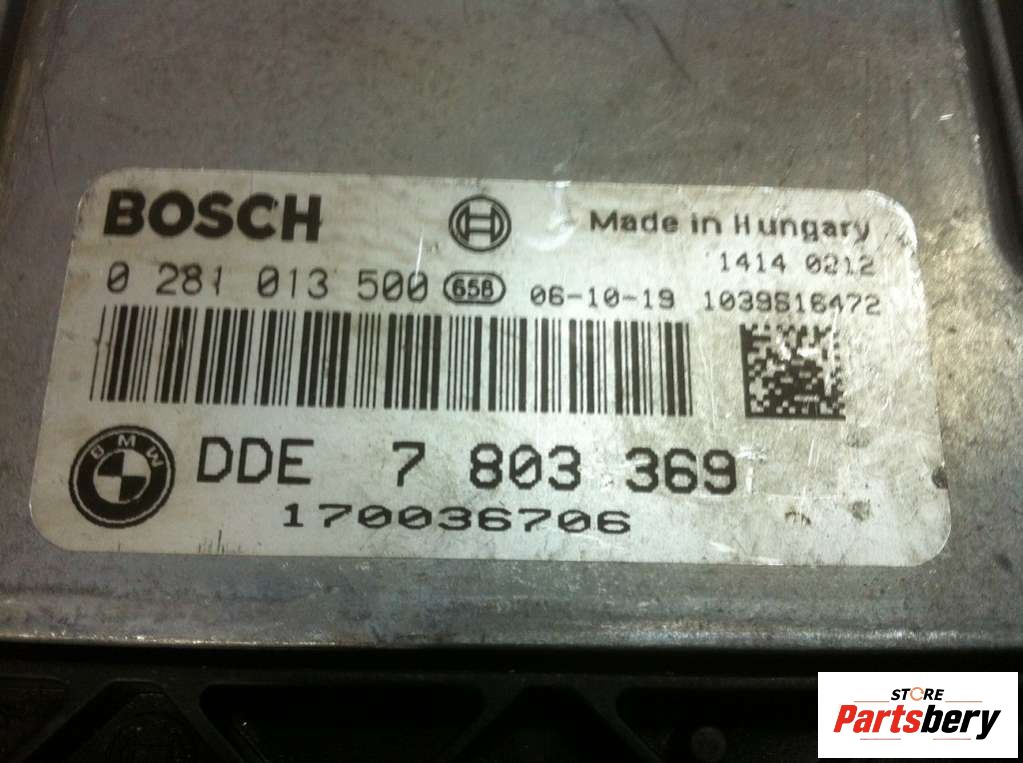 BOSCH
Made in Hungary
1414 0212
0 281 013 500 658 06-10-19 1039S16472
BMW
DDE 7 803 369
170036706
STORE
Partsbery